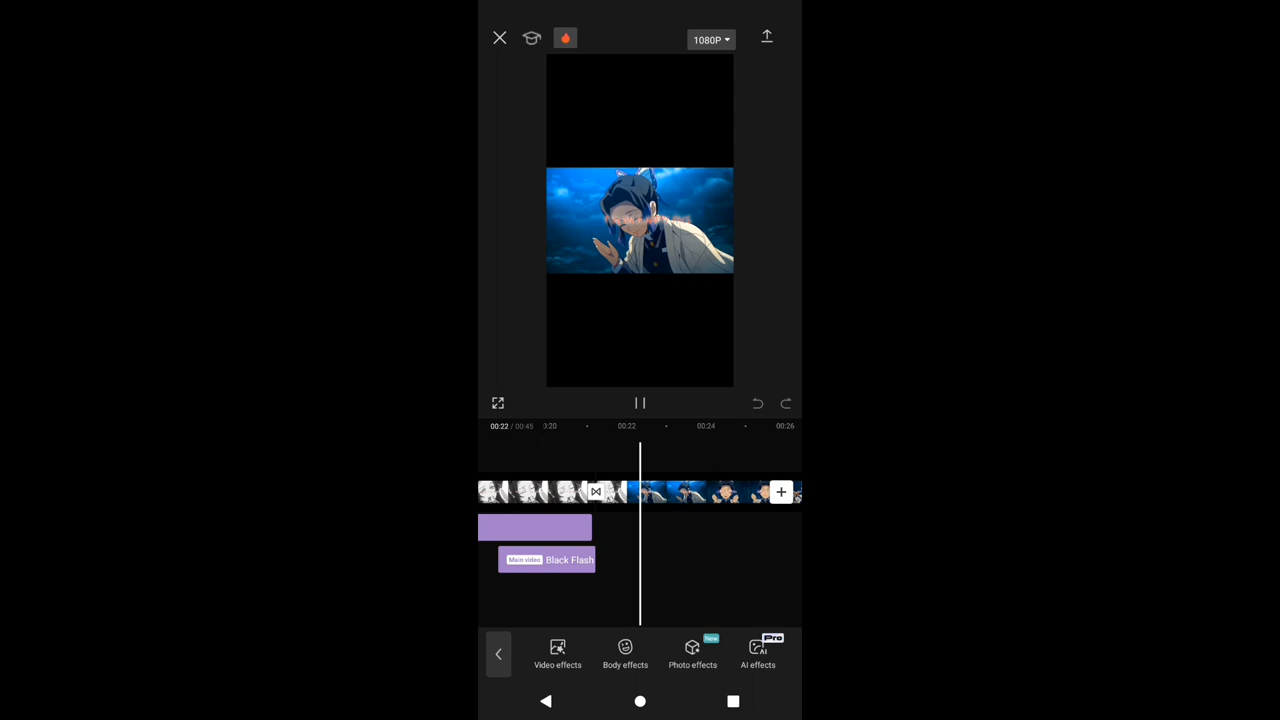 1080P
00:22 / 00:45
0:20
00:22
00:24
00:26
Main video Black Flash
New
Pro
Video effects
Body effects
Photo effects
AI effects